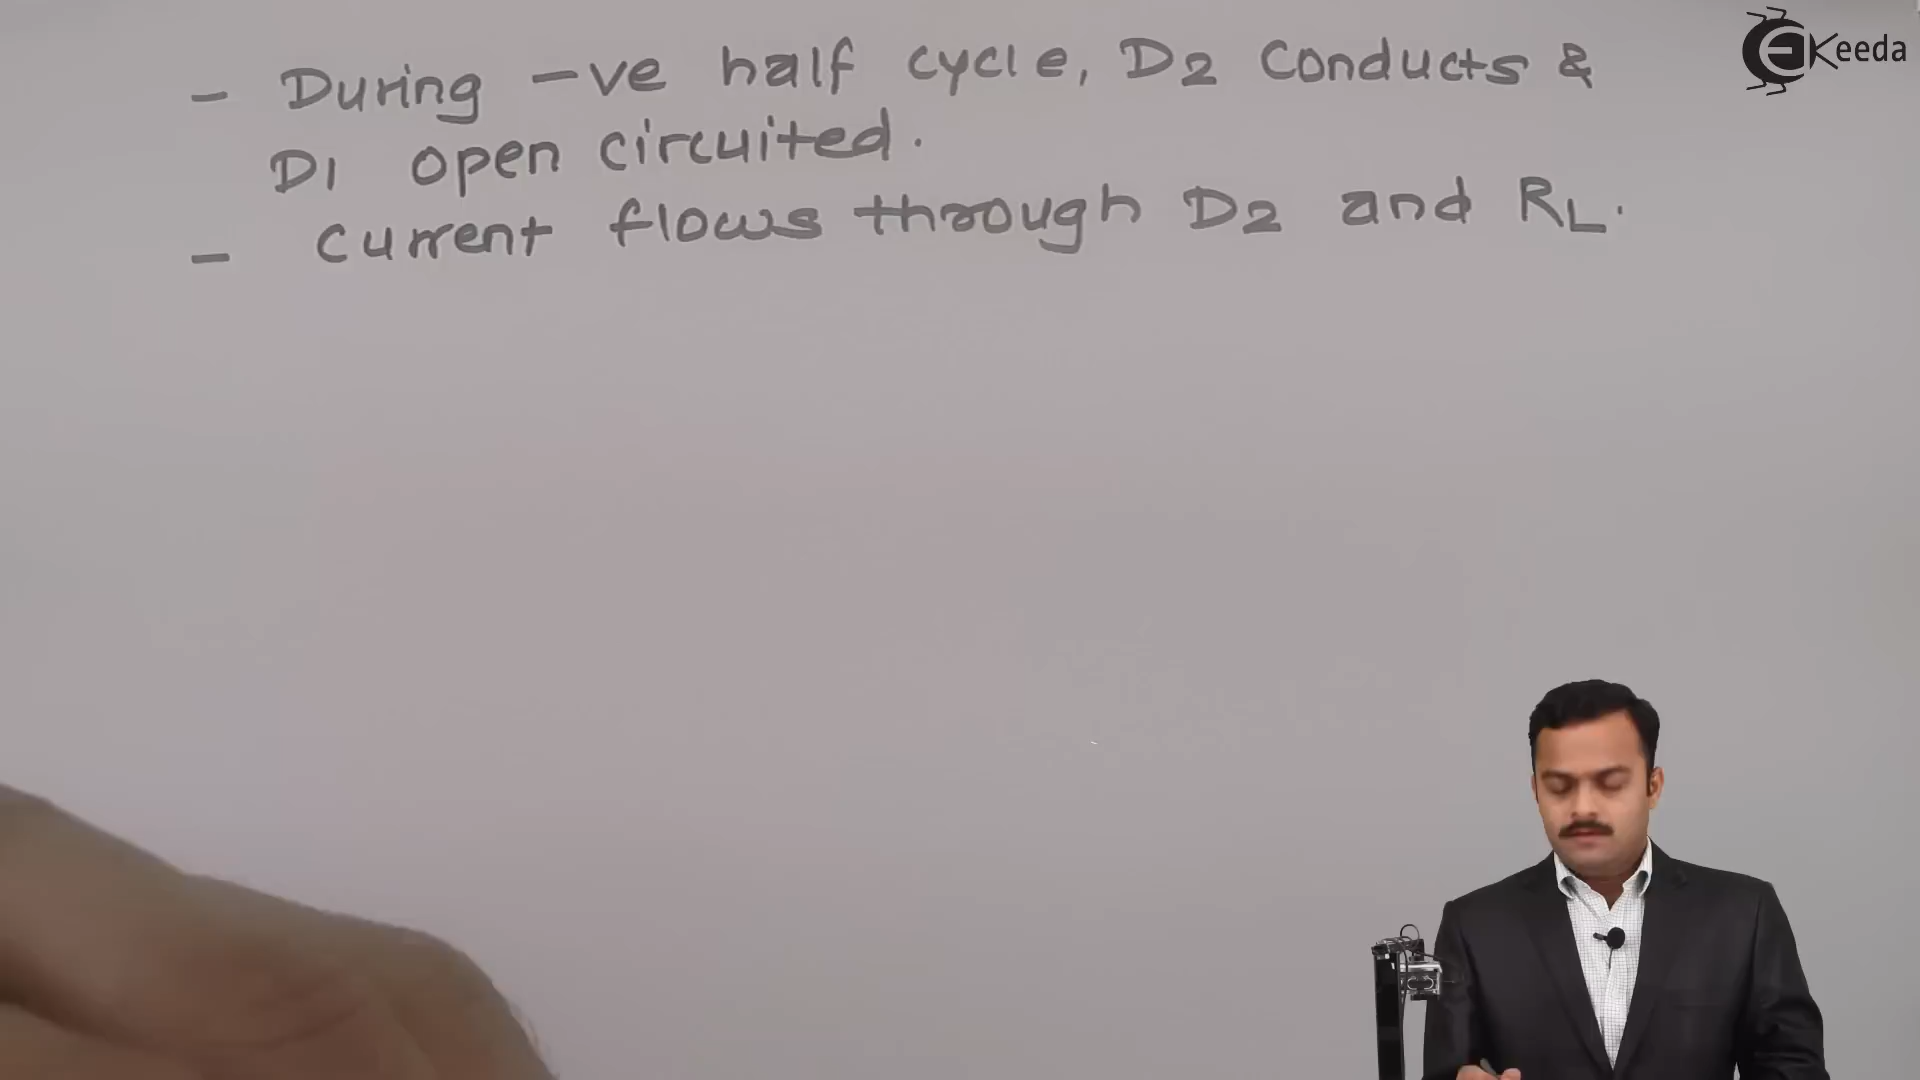 - During -ve half cycle, D2 conducts &
D1 open circuited.
- current flows through D2 and RL.
EKeeda